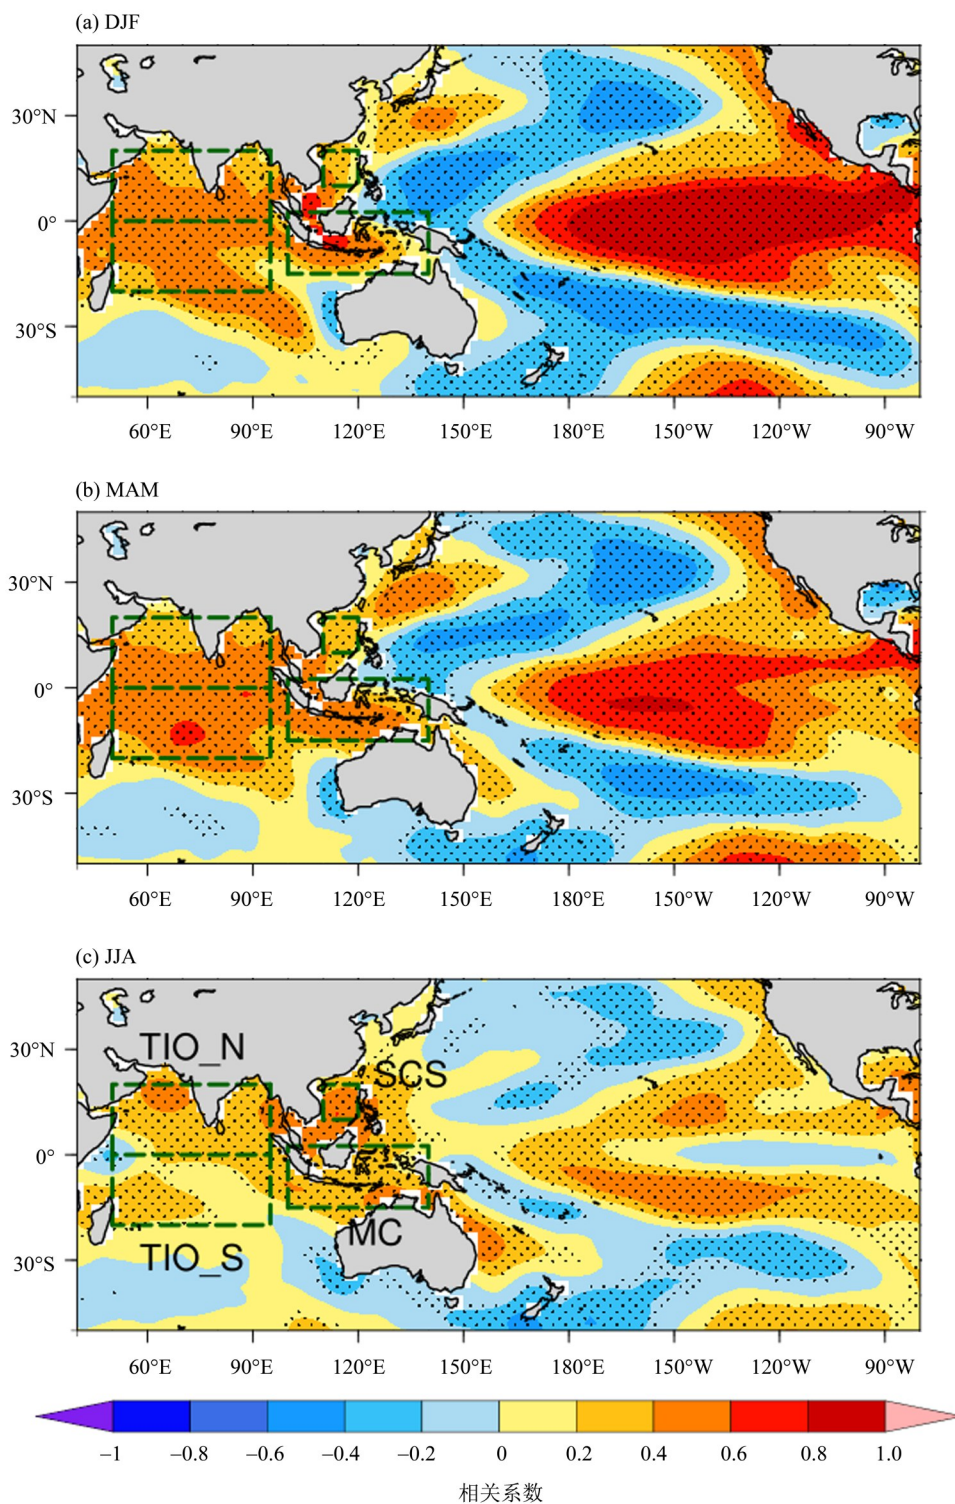 (a) DJF
30°N
0°
30°S
60°E 90°E 120°E 150°E 180°E 150°W 120°W 90°W
(b) MAM
30°N
0°
30°S
60°E 90°E 120°E 150°E 180°E 150°W 120°W 90°W
(c) JJA
TIO_N
30°N
SCS
0°
MC
TIO_S
30°S
60°E 90°E 120°E 150°E 180°E 150°W 120°W 90°W
−1 −0.8 −0.6 −0.4 −0.2 0 0.2 0.4 0.6 0.8 1.0
相关系数